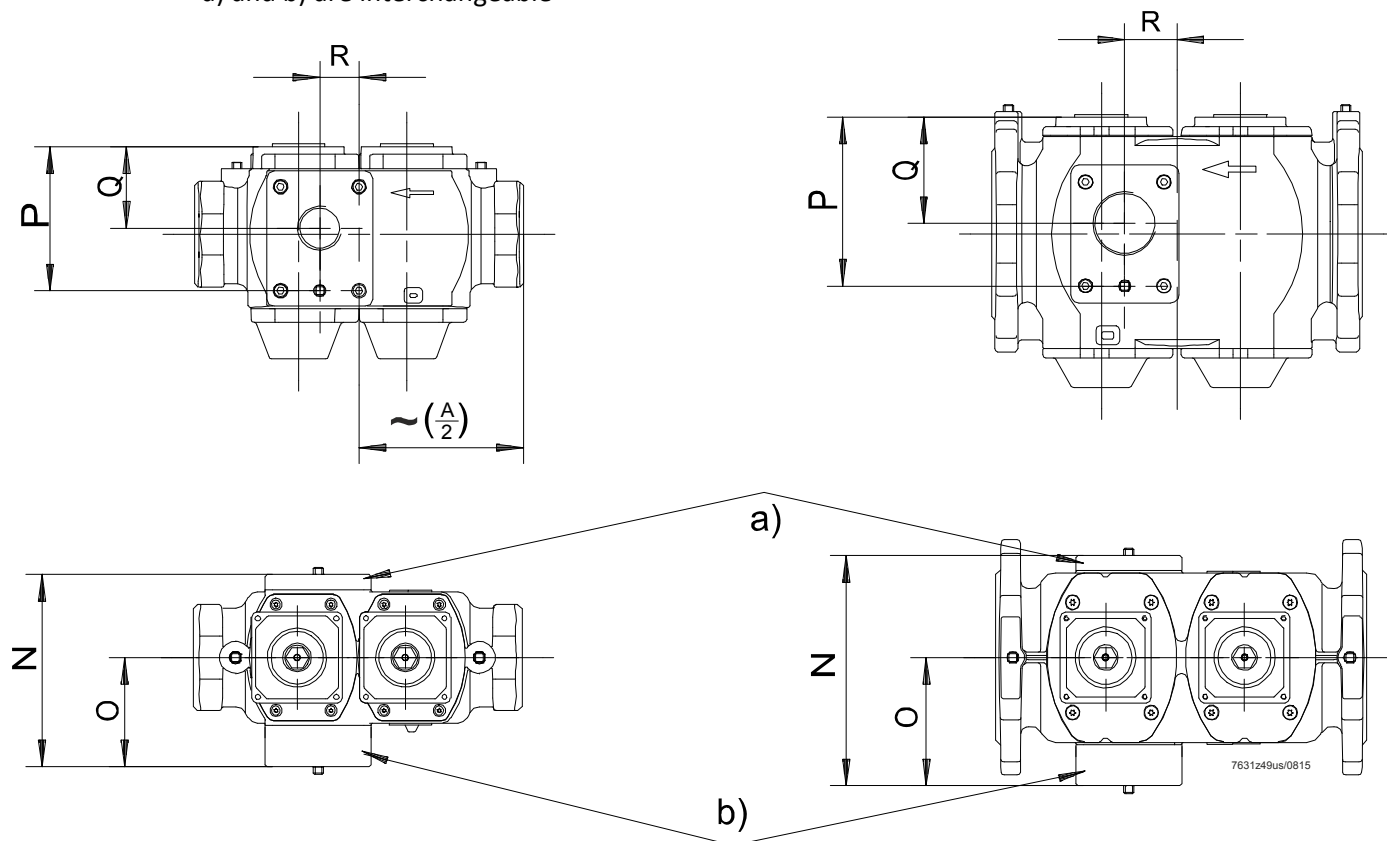 a) and b) are interchangeable
R
R
Q
P
Q
P
~(A/2)
a)
N
O
N
O
7631z49us/0815
b)